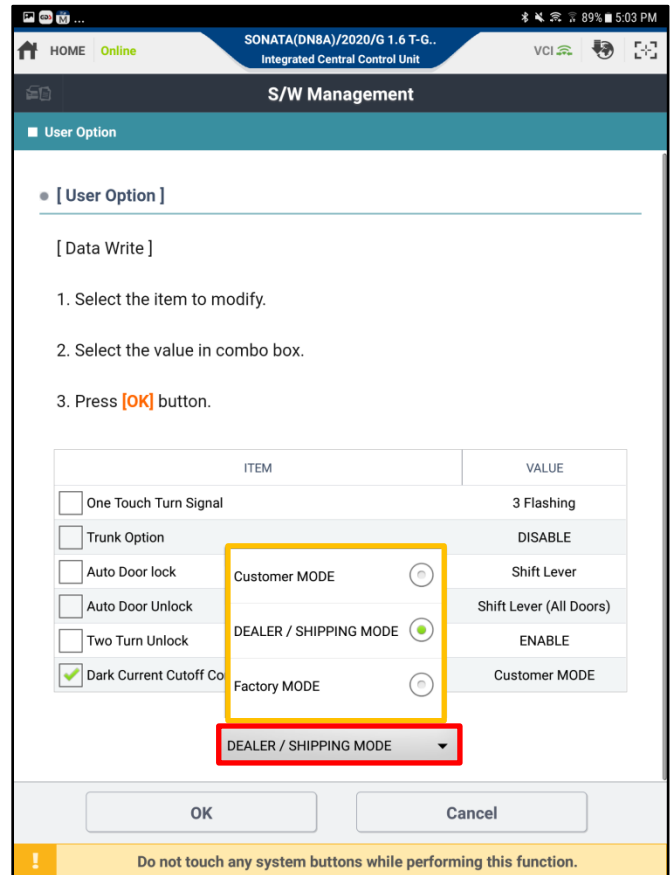 ... 89% 5:03 PM
HOME Online SONATA(DN8A)/2020/G 1.6 T-G.. VCI
Integrated Central Control Unit
S/W Management
User Option
[ User Option ]
[ Data Write ]
1. Select the item to modify.
2. Select the value in combo box.
3. Press [OK] button.
ITEM VALUE
One Touch Turn Signal 3 Flashing
Trunk Option DISABLE
Auto Door lock Shift Lever
Auto Door Unlock Shift Lever (All Doors)
Two Turn Unlock ENABLE
Dark Current Cutoff Co Customer MODE
Customer MODE
DEALER / SHIPPING MODE
Factory MODE
DEALER / SHIPPING MODE
OK Cancel
! Do not touch any system buttons while performing this function.